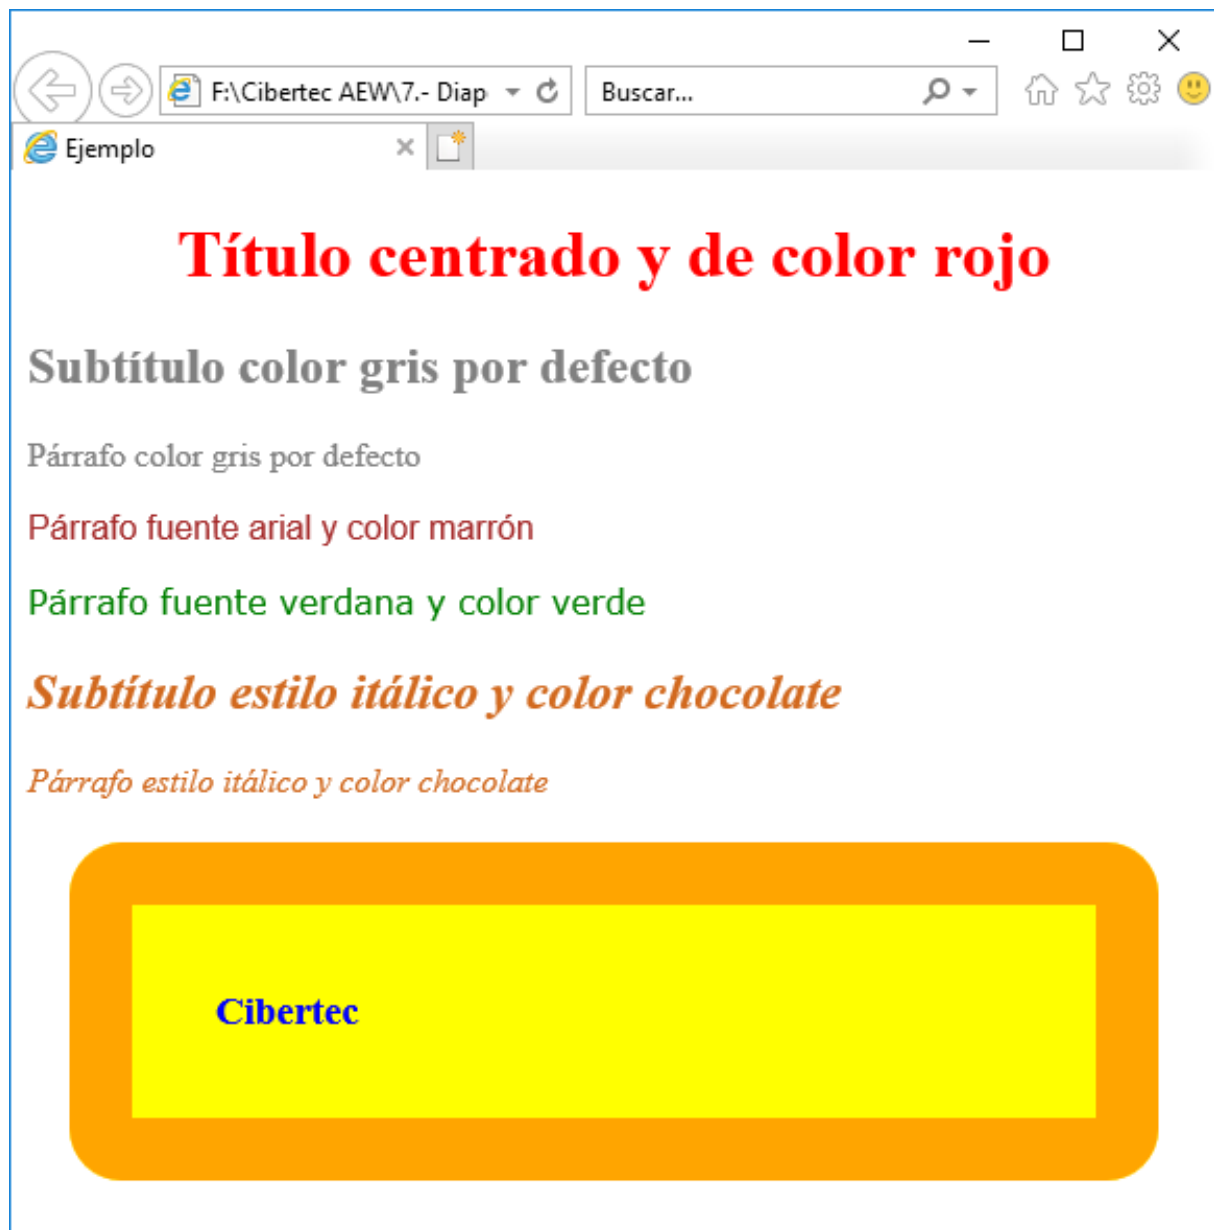 F:\Cibertec AEW\7.- Diap
Buscar...
Ejemplo
Título centrado y de color rojo
Subtítulo color gris por defecto
Párrafo color gris por defecto
Párrafo fuente arial y color marrón
Párrafo fuente verdana y color verde
Subtítulo estilo itálico y color chocolate
Párrafo estilo itálico y color chocolate
Cibertec